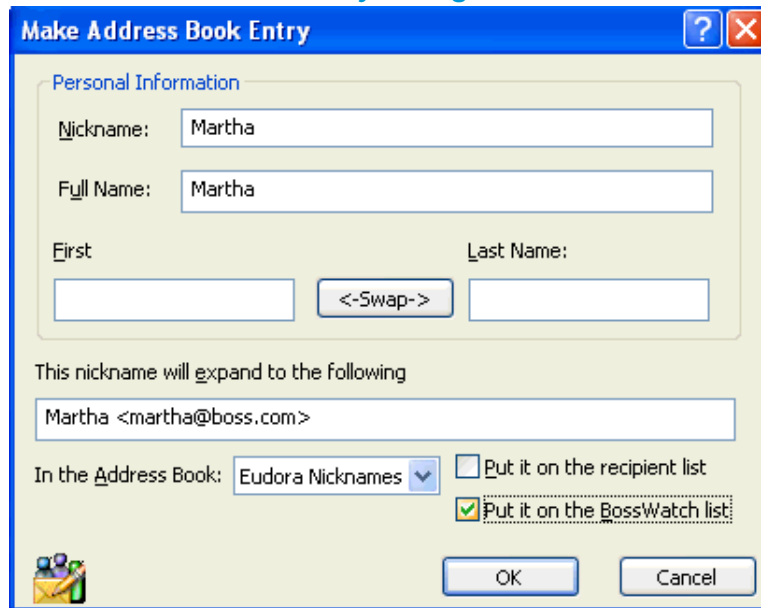 Make Address Book Entry
Personal Information
Nickname: Martha
Full Name: Martha
First Last Name:
<-Swap->
This nickname will expand to the following
Martha <martha@boss.com>
In the Address Book: Eudora Nicknames Put it on the recipient list
Put it on the BossWatch list
OK Cancel